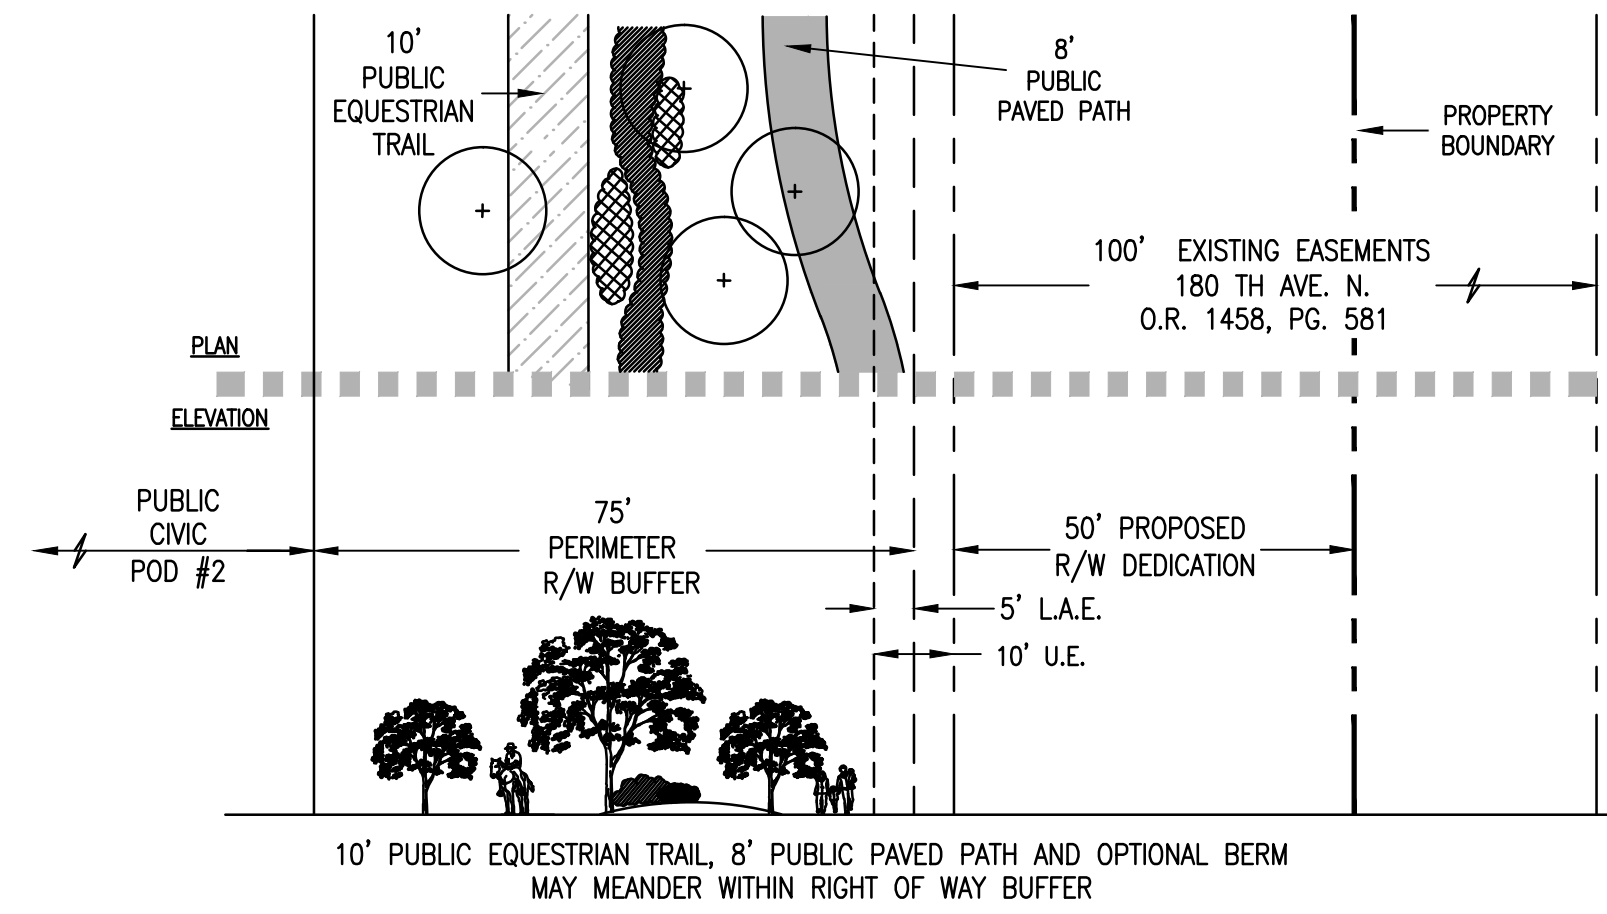 10'
PUBLIC
EQUESTRIAN
TRAIL
8'
PUBLIC
PAVED PATH
PROPERTY
BOUNDARY
100' EXISTING EASEMENTS
180 TH AVE. N.
O.R. 1458, PG. 581
PLAN
ELEVATION
PUBLIC
CIVIC
POD #2
75'
PERIMETER
R/W BUFFER
50' PROPOSED
R/W DEDICATION
5' L.A.E.
10' U.E.
10' PUBLIC EQUESTRIAN TRAIL, 8' PUBLIC PAVED PATH AND OPTIONAL BERM
MAY MEANDER WITHIN RIGHT OF WAY BUFFER